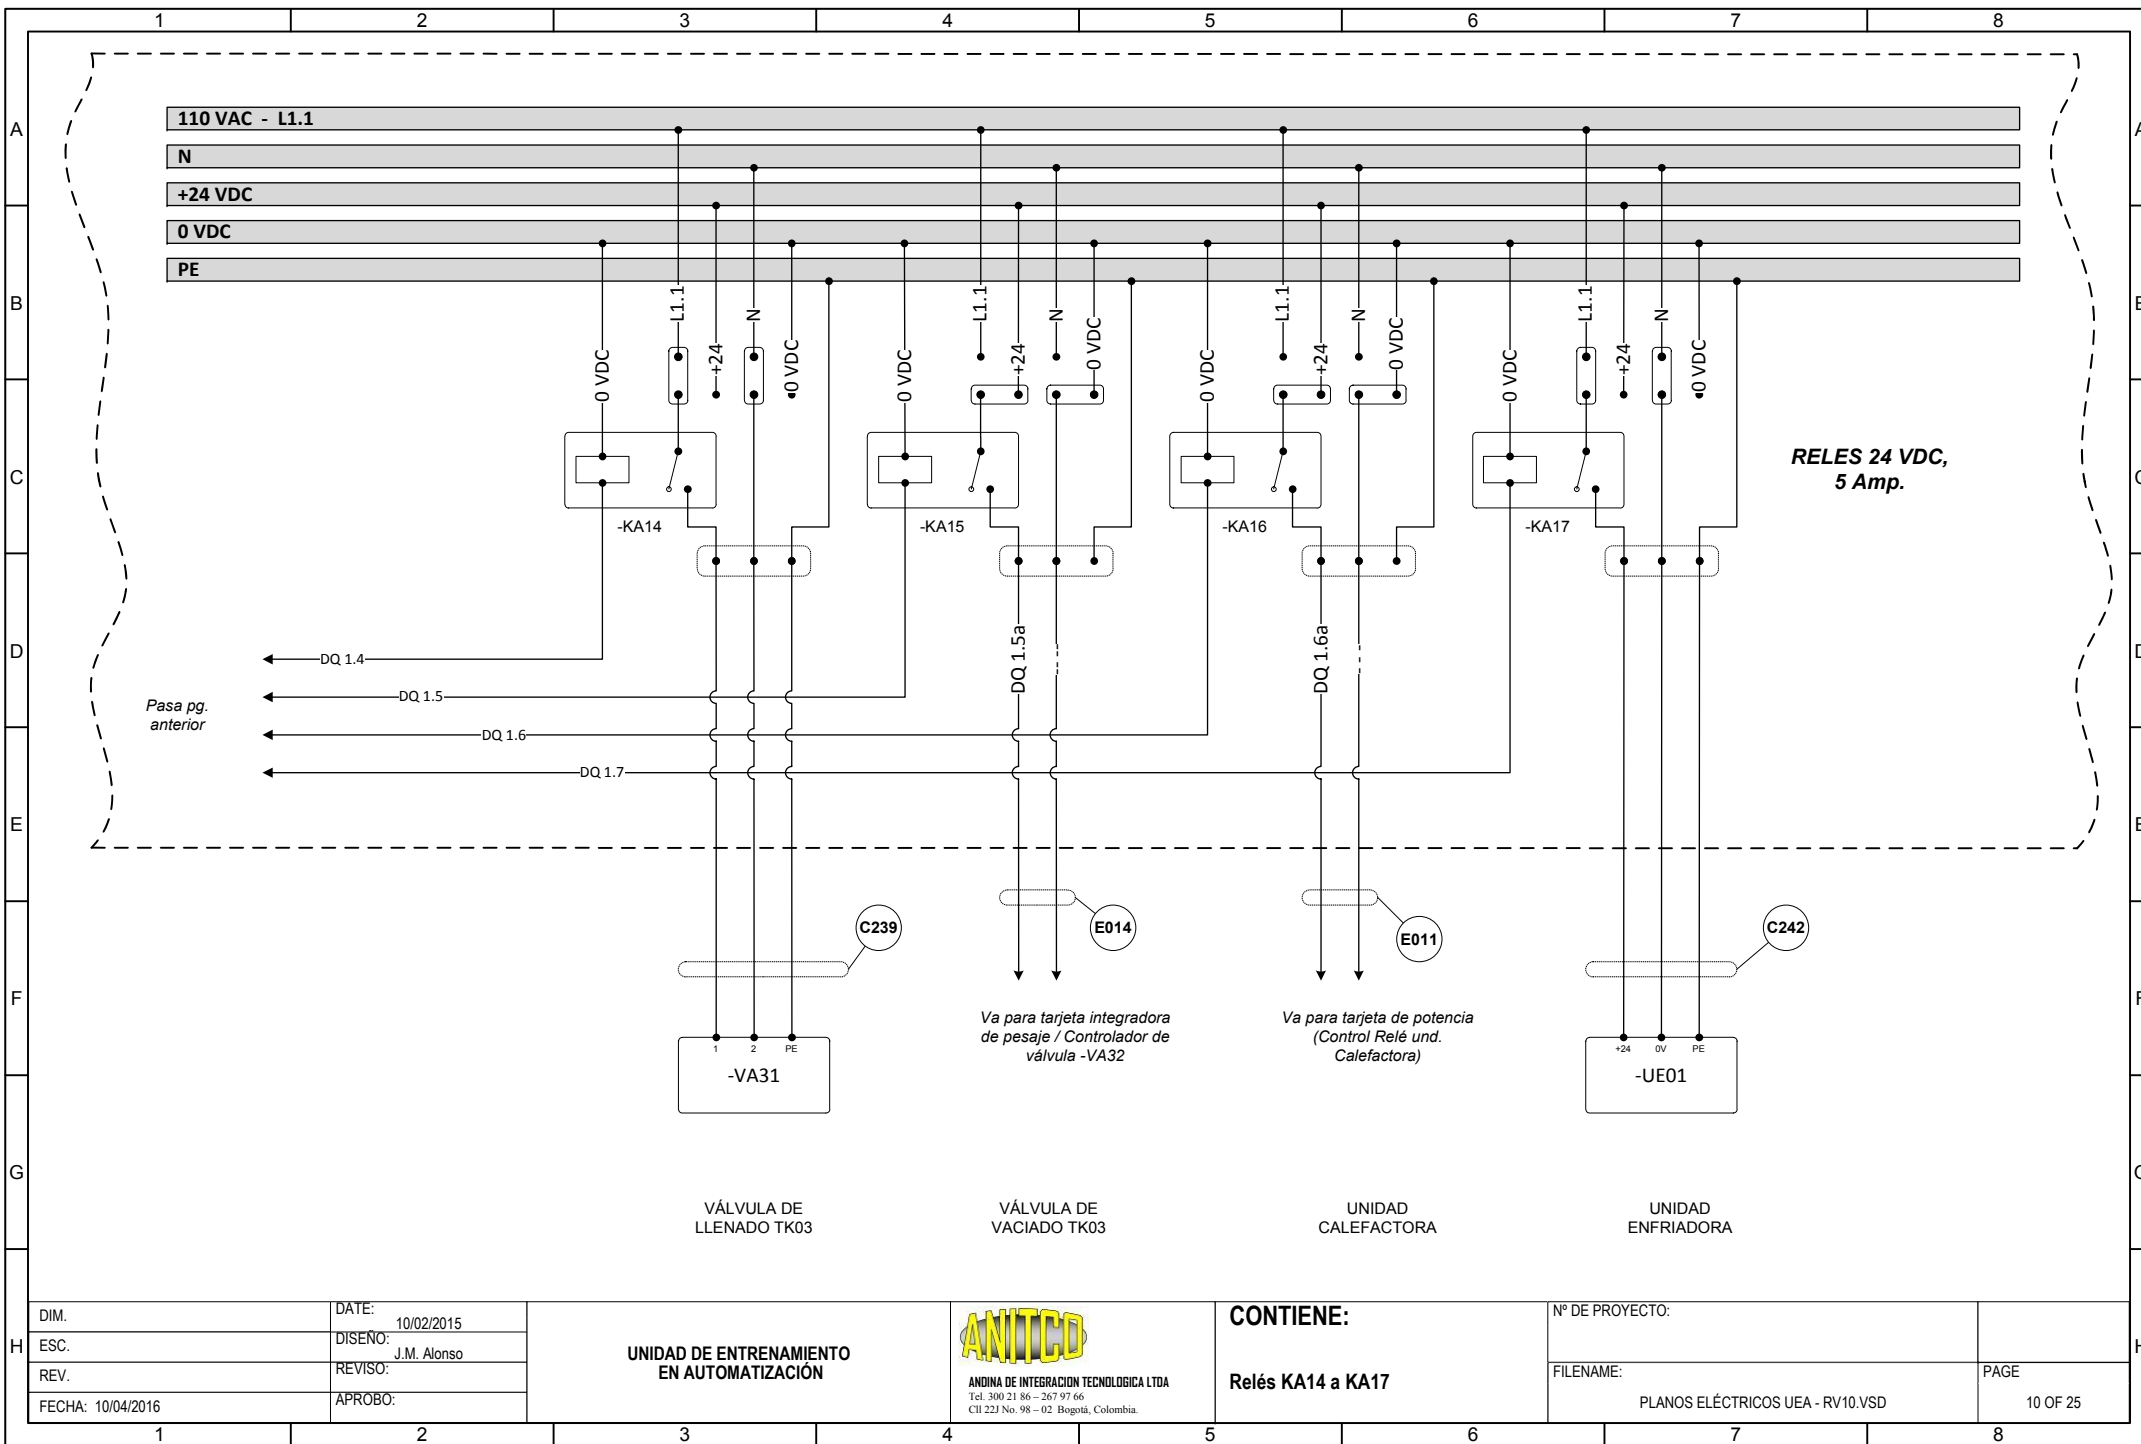 1 2 3 4 5 6 7 8
A
B
C
D
E
F
G
H
110 VAC - L1.1
N
+24 VDC
0 VDC
PE
0 VDC L1.1 +24 N 0 VDC
0 VDC L1.1 +24 N 0 VDC
0 VDC L1.1 +24 N 0 VDC
0 VDC L1.1 +24 N 0 VDC
-KA14
-KA15
-KA16
-KA17
RELES 24 VDC,
5 Amp.
DQ 1.4
DQ 1.5
DQ 1.6
DQ 1.7
Pasa pg.
anterior
DQ 1.5a
DQ 1.6a
C239
E014
E011
C242
Va para tarjeta integradora
de pesaje / Controlador de
válvula -VA32
Va para tarjeta de potencia
(Control Relé und.
Calefactora)
1 2 PE
-VA31
+24 0V PE
-UE01
VÁLVULA DE
LLENADO TK03
VÁLVULA DE
VACIADO TK03
UNIDAD
CALEFACTORA
UNIDAD
ENFRIADORA
DIM.
ESC.
REV.
FECHA: 10/04/2016
DATE:
10/02/2015
DISEÑO:
J.M. Alonso
REVISO:
APROBO:
UNIDAD DE ENTRENAMIENTO
EN AUTOMATIZACIÓN
ANITCO
ANDINA DE INTEGRACION TECNOLOGICA LTDA
Tel. 300 21 86 – 267 97 66
Cll 22J No. 98 – 02 Bogotá, Colombia.
CONTIENE:
Relés KA14 a KA17
Nº DE PROYECTO:
FILENAME:
PLANOS ELÉCTRICOS UEA - RV10.VSD
PAGE
10 OF 25
1 2 3 4 5 6 7 8